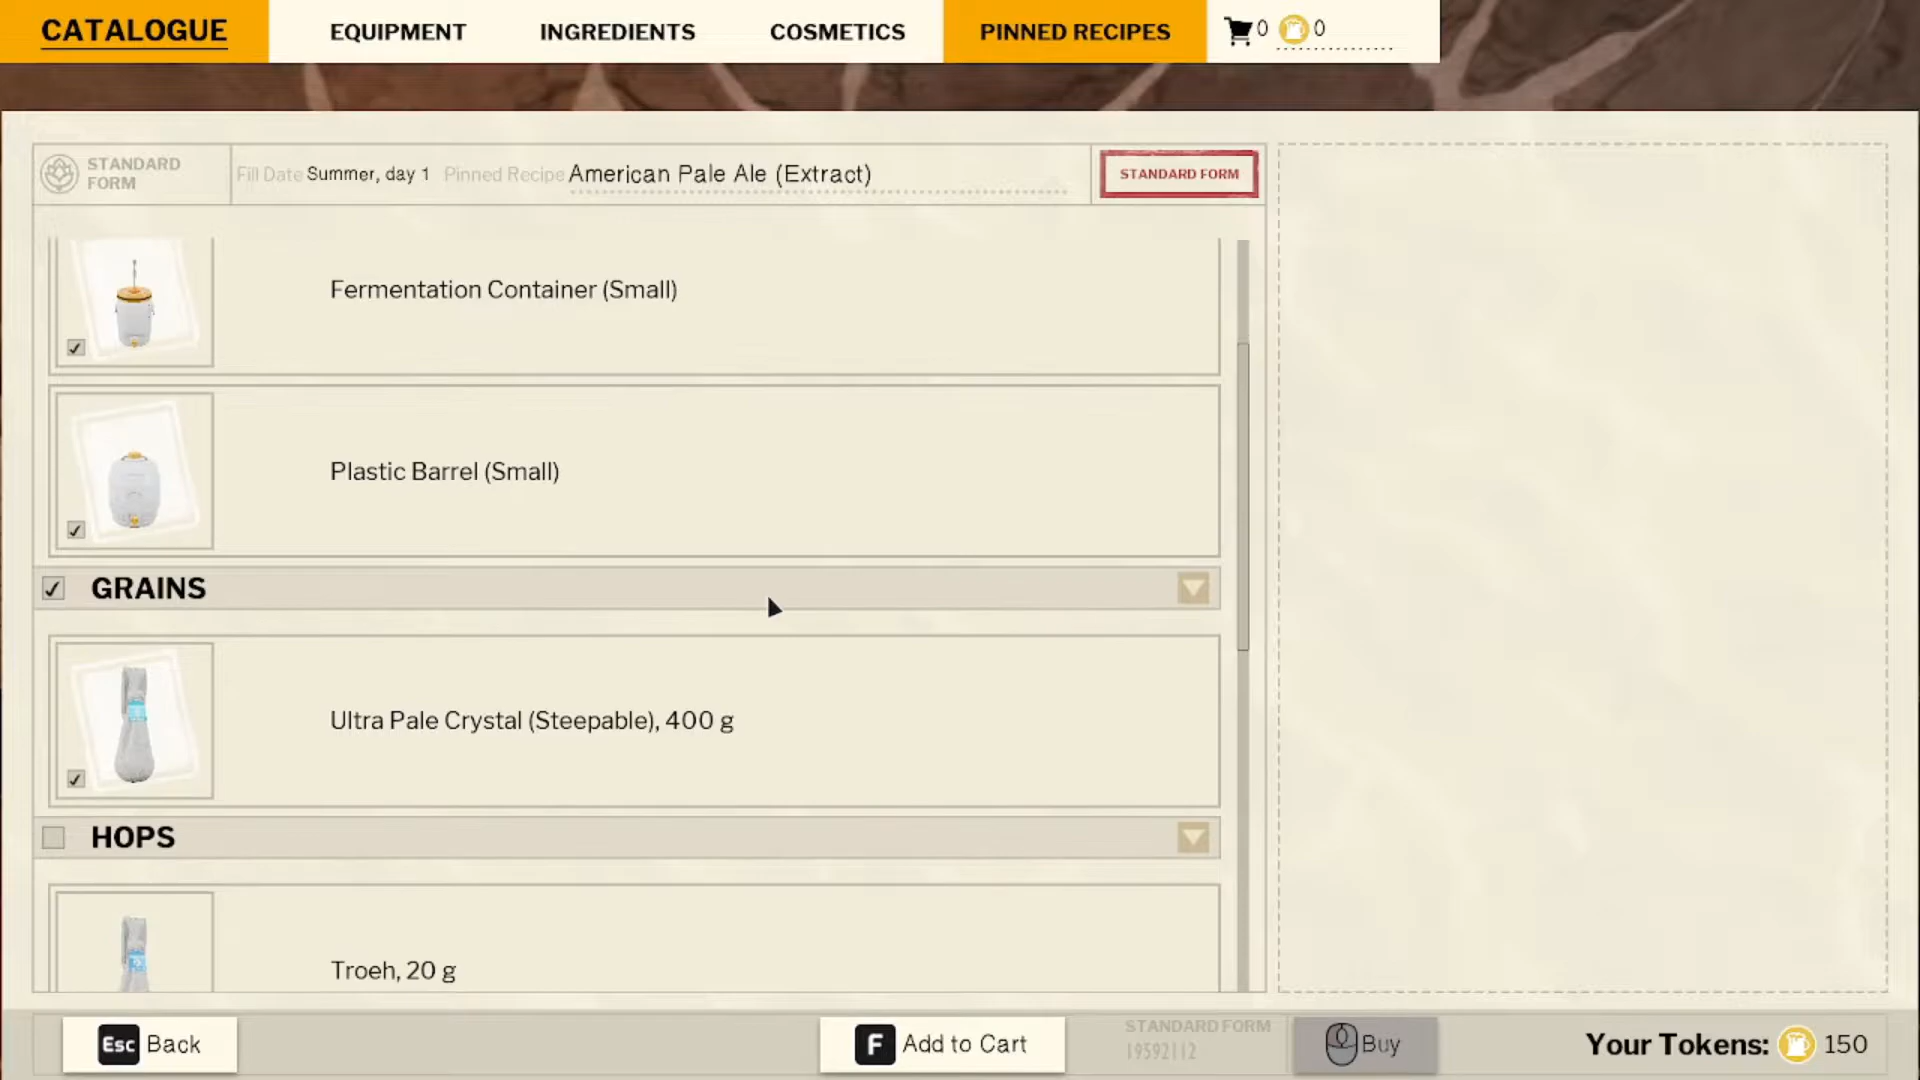 CATALOGUE
EQUIPMENT
INGREDIENTS
COSMETICS
PINNED RECIPES
0
0
STANDARD
FORM
Fill Date Summer, day 1 Pinned Recipe American Pale Ale (Extract)
STANDARD FORM
Fermentation Container (Small)
Plastic Barrel (Small)
GRAINS
Ultra Pale Crystal (Steepable), 400 g
HOPS
Troeh, 20 g
Esc Back
F Add to Cart
STANDARD FORM
19592112
Buy
Your Tokens: 150